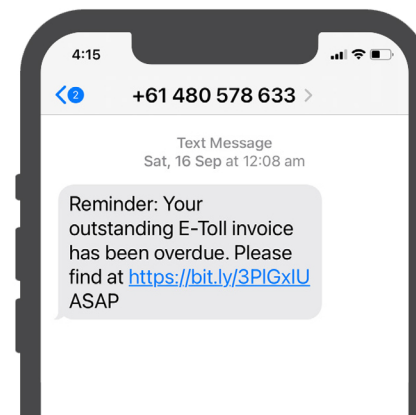 4:15
2
+61 480 578 633
Text Message
Sat, 16 Sep at 12:08 am
Reminder: Your
outstanding E-Toll invoice
has been overdue. Please
find at https://bit.ly/3PlGxlU
ASAP